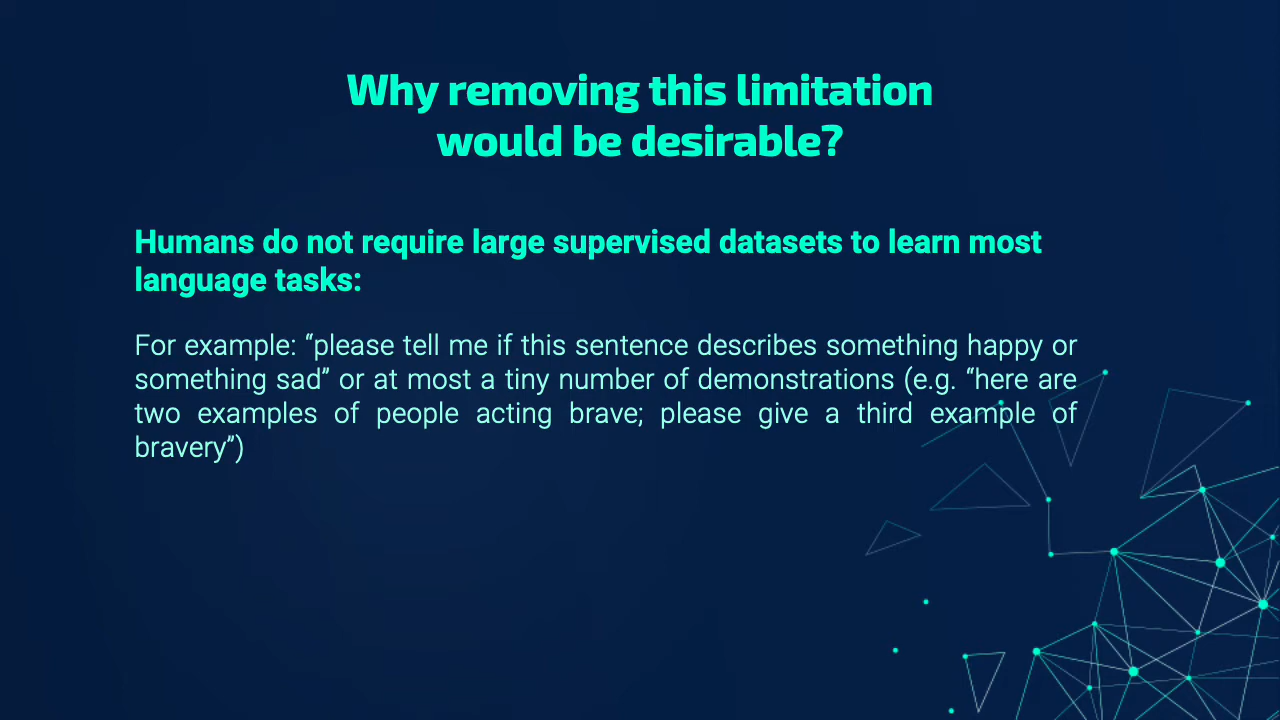 Why removing this limitation
would be desirable?
Humans do not require large supervised datasets to learn most
language tasks:
For example: “please tell me if this sentence describes something happy or
something sad” or at most a tiny number of demonstrations (e.g. “here are
two examples of people acting brave; please give a third example of
bravery”)